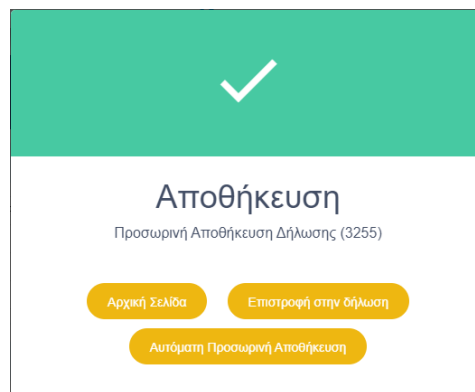 Αποθήκευση
Προσωρινή Αποθήκευση Δήλωσης (3255)
Αρχική Σελίδα
Επιστροφή στην δήλωση
Αυτόματη Προσωρινή Αποθήκευση